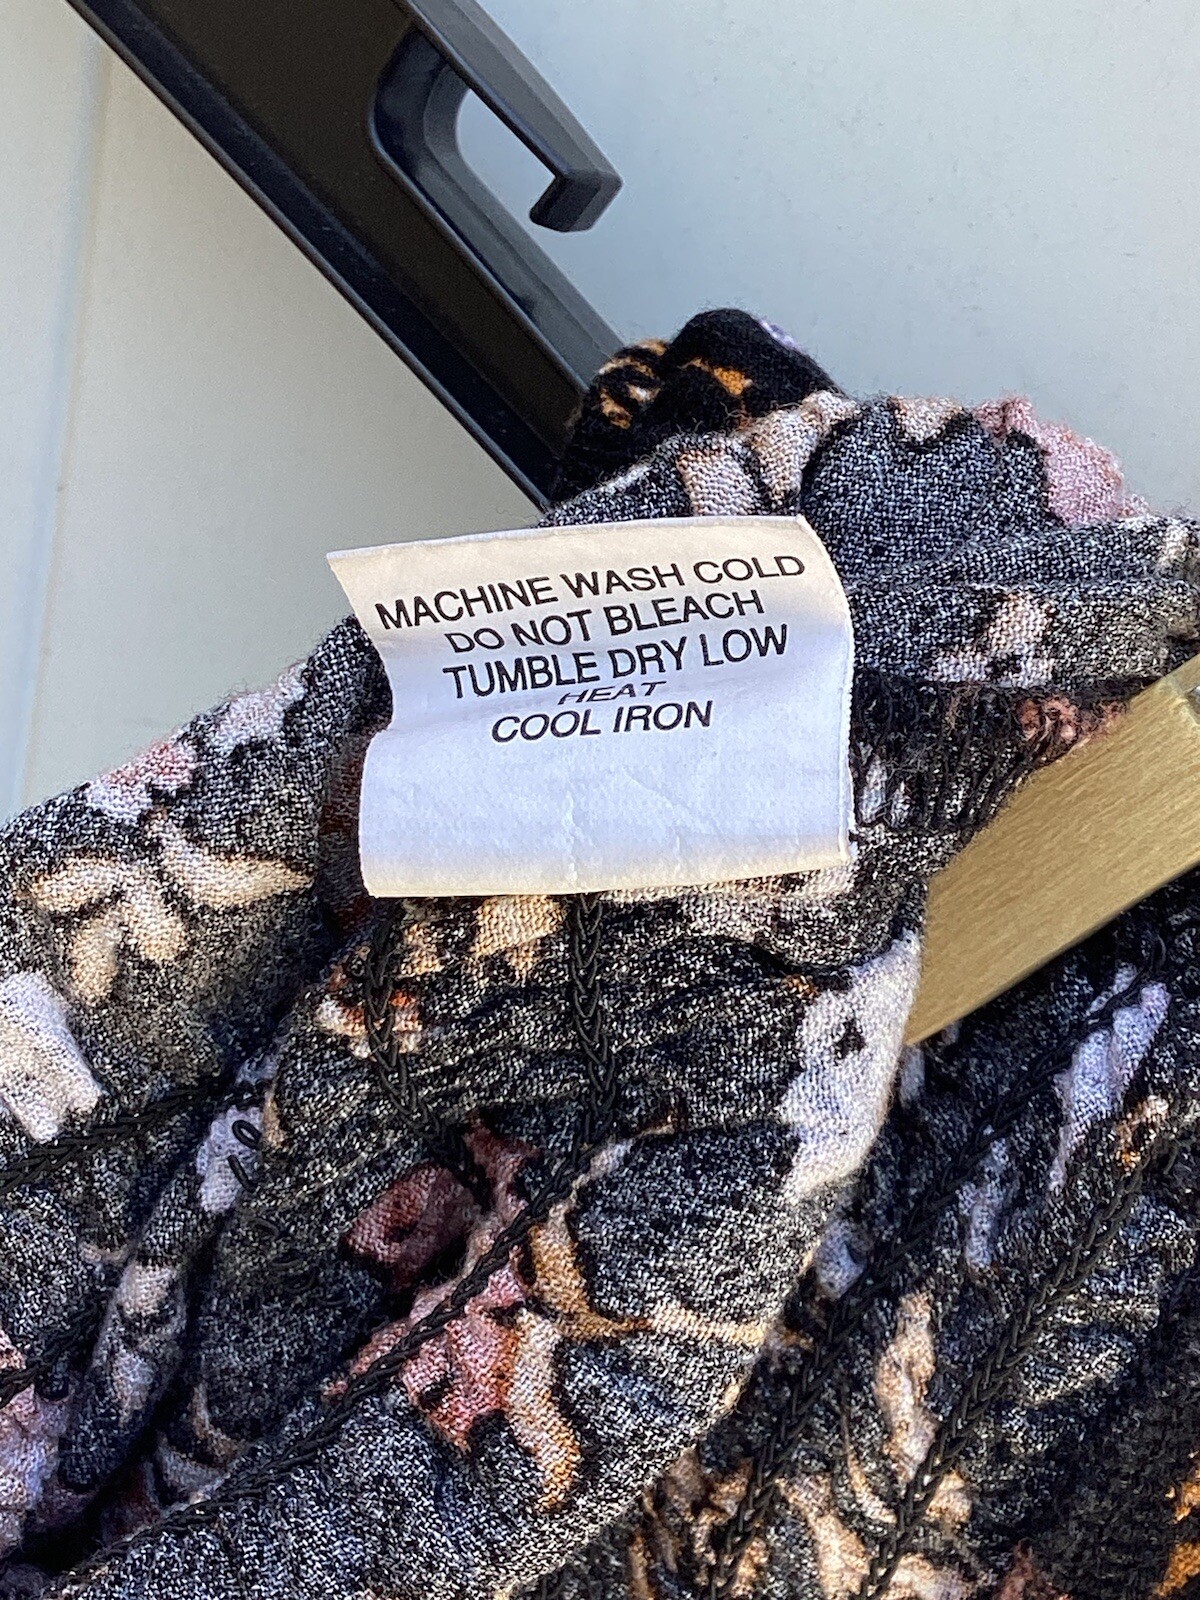 MACHINE WASH COLD
DO NOT BLEACH
TUMBLE DRY LOW
HEAT
COOL IRON